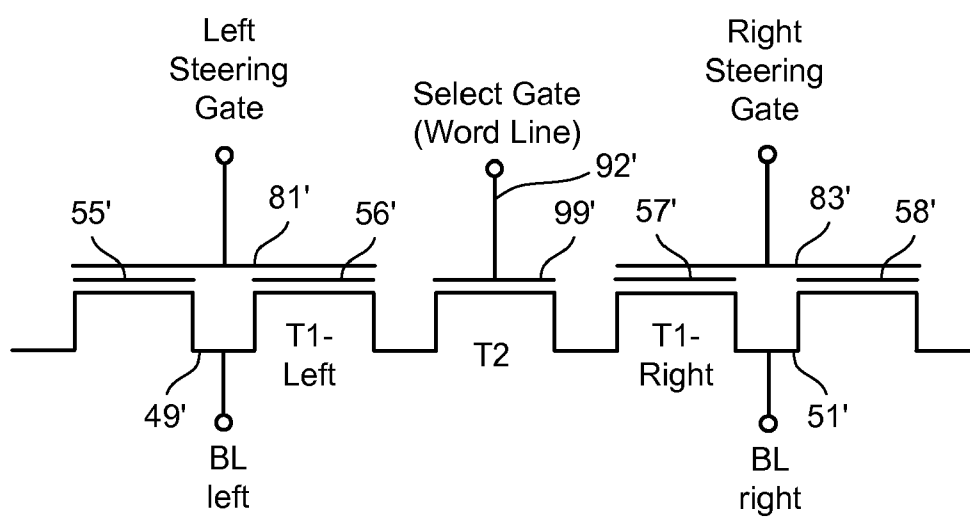 Left
Steering
Gate
Right
Steering
Gate
Select Gate
(Word Line)
92'
55'
81'
56'
99'
57'
83'
58'
T1-
Left
T2
T1-
Right
49'
51'
BL
left
BL
right